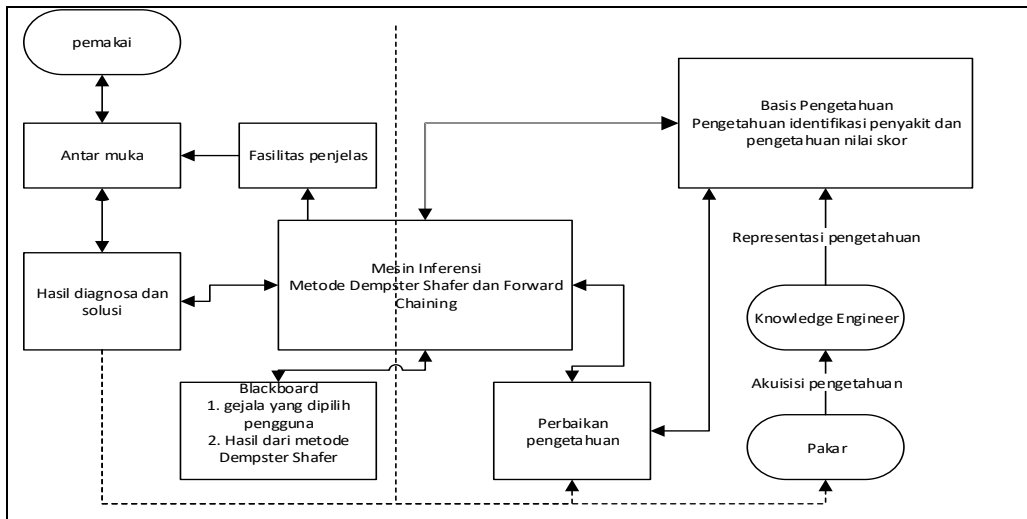 pemakai
Antar muka
Fasilitas penjelas
Basis Pengetahuan
Pengetahuan identifikasi penyakit dan
pengetahuan nilai skor
Representasi pengetahuan
Mesin Inferensi
Metode Dempster Shafer dan Forward
Chaining
Hasil diagnosa dan
solusi
Knowledge Engineer
Akuisisi pengetahuan
Blackboard
1. gejala yang dipilih
pengguna
2. Hasil dari metode
Dempster Shafer
Perbaikan
pengetahuan
Pakar